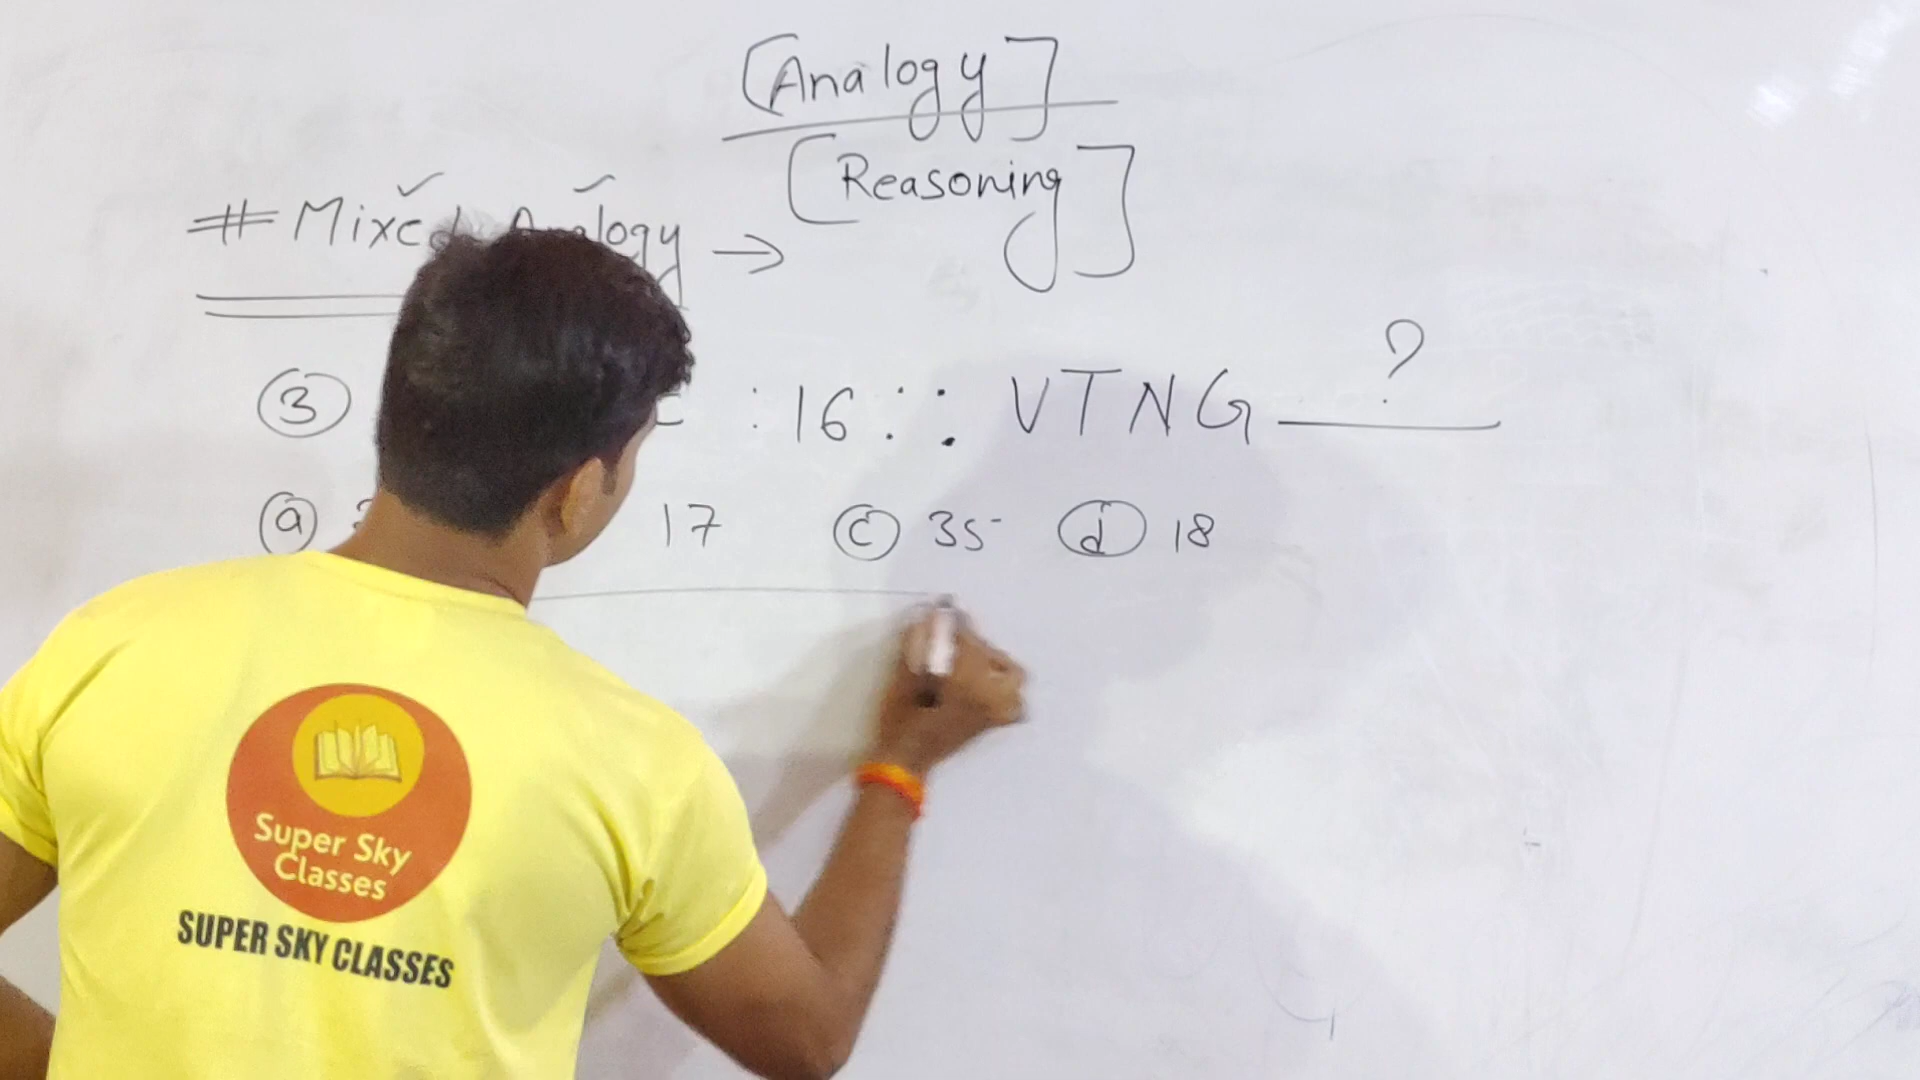 [Analogy]
[Reasoning]
# Mixed Analogy →
③ : 16 :: VTNG ?
ⓐ 17 ⓒ 35 ⓓ 18
Super Sky
Classes
SUPER SKY CLASSES